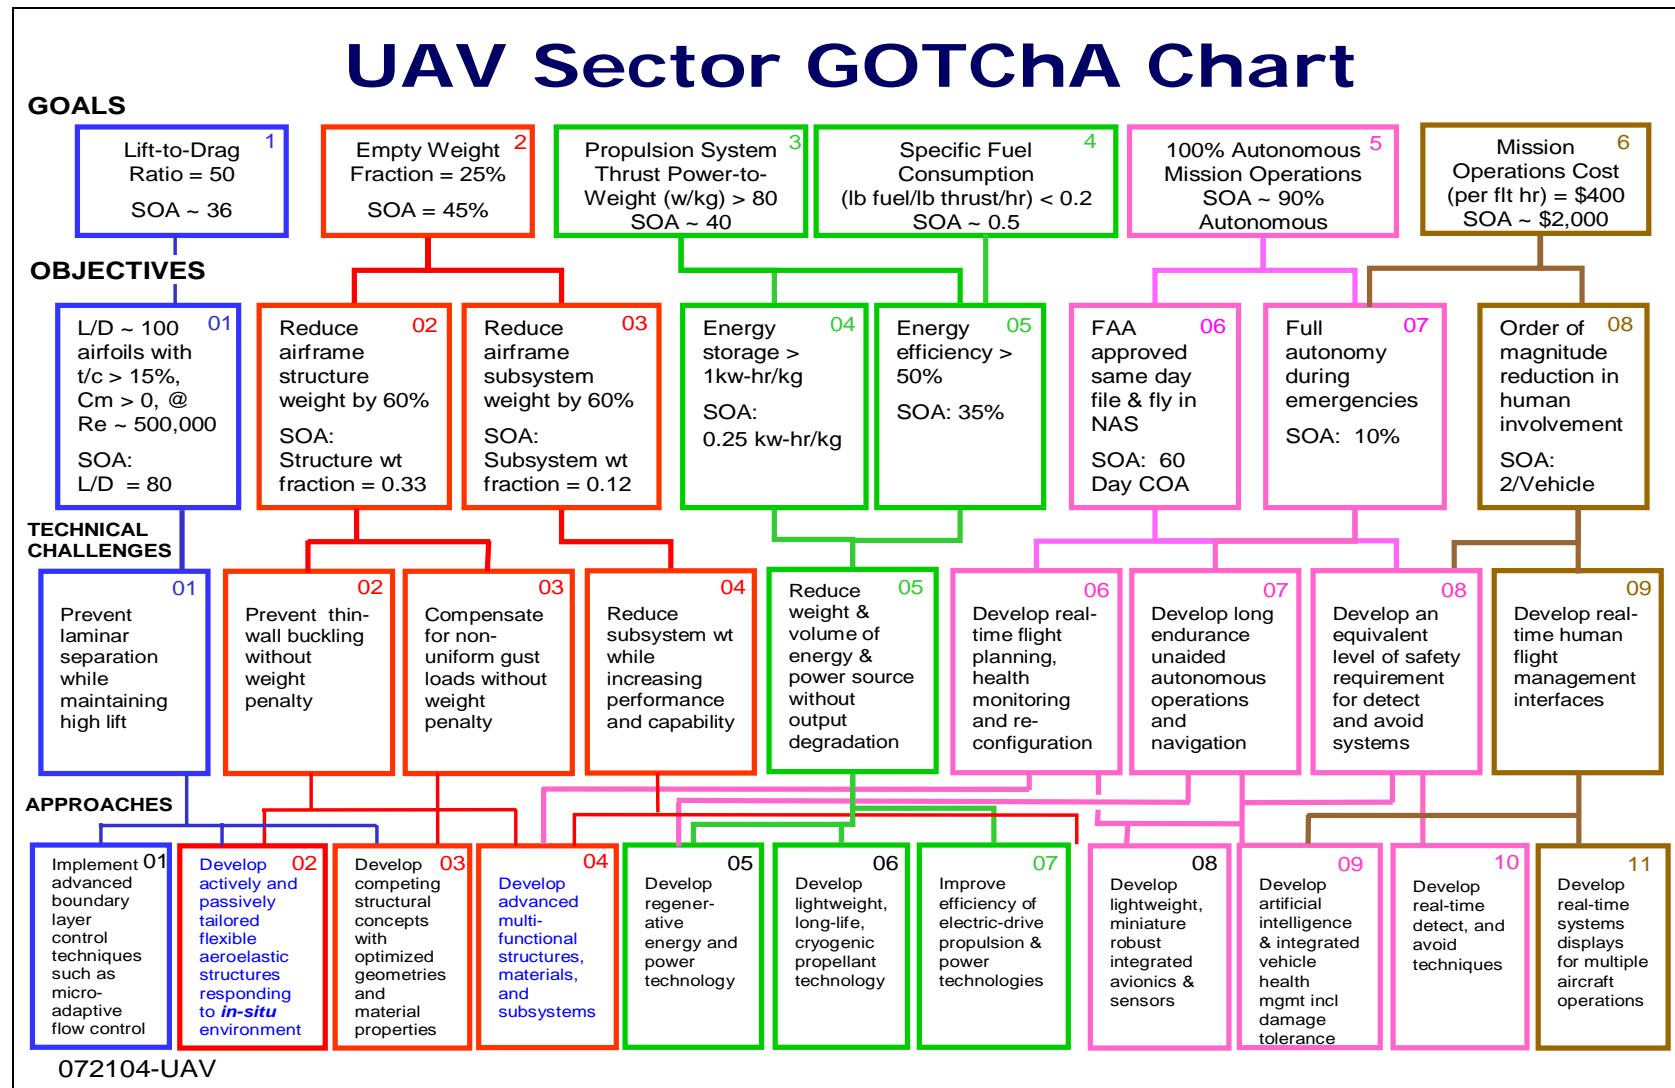 UAV Sector GOTChA Chart
GOALS
1
Lift-to-Drag
Ratio = 50
SOA ~ 36
2
Empty Weight
Fraction = 25%
SOA = 45%
3
Propulsion System
Thrust Power-to-
Weight (w/kg) > 80
SOA ~ 40
4
Specific Fuel
Consumption
(lb fuel/lb thrust/hr) < 0.2
SOA ~ 0.5
5
100% Autonomous
Mission Operations
SOA ~ 90%
Autonomous
6
Mission
Operations Cost
(per flt hr) = $400
SOA ~ $2,000
OBJECTIVES
01
L/D ~ 100
airfoils with
t/c > 15%,
Cm > 0, @
Re ~ 500,000
SOA:
L/D = 80
02
Reduce
airframe
structure
weight by 60%
SOA:
Structure wt
fraction = 0.33
03
Reduce
airframe
subsystem
weight by 60%
SOA:
Subsystem wt
fraction = 0.12
04
Energy
storage >
1kw-hr/kg
SOA:
0.25 kw-hr/kg
05
Energy
efficiency >
50%
SOA: 35%
06
FAA
approved
same day
file & fly in
NAS
SOA: 60
Day COA
07
Full
autonomy
during
emergencies
SOA: 10%
08
Order of
magnitude
reduction in
human
involvement
SOA:
2/Vehicle
TECHNICAL
CHALLENGES
01
Prevent
laminar
separation
while
maintaining
high lift
02
Prevent thin-
wall buckling
without
weight
penalty
03
Compensate
for non-
uniform gust
loads without
weight
penalty
04
Reduce
subsystem wt
while
increasing
performance
and capability
05
Reduce
weight &
volume of
energy &
power source
without
output
degradation
06
Develop real-
time flight
planning,
health
monitoring
and re-
configuration
07
Develop long
endurance
unaided
autonomous
operations
and
navigation
08
Develop an
equivalent
level of safety
requirement
for detect
and avoid
systems
09
Develop real-
time human
flight
management
interfaces
APPROACHES
01
Implement
advanced
boundary
layer
control
techniques
such as
micro-
adaptive
flow control
02
Develop
actively and
passively
tailored
flexible
aeroelastic
structures
responding
to in-situ
environment
03
Develop
competing
structural
concepts
with
optimized
geometries
and
material
properties
04
Develop
advanced
multi-
functional
structures,
materials,
and
subsystems
05
Develop
regener-
ative
energy and
power
technology
06
Develop
lightweight,
long-life,
cryogenic
propellant
technology
07
Improve
efficiency of
electric-drive
propulsion &
power
technologies
08
Develop
lightweight,
miniature
robust
integrated
avionics &
sensors
09
Develop
artificial
intelligence
& integrated
vehicle
health
mgmt incl
damage
tolerance
10
Develop
real-time
detect, and
avoid
techniques
11
Develop
real-time
systems
displays
for multiple
aircraft
operations
072104-UAV